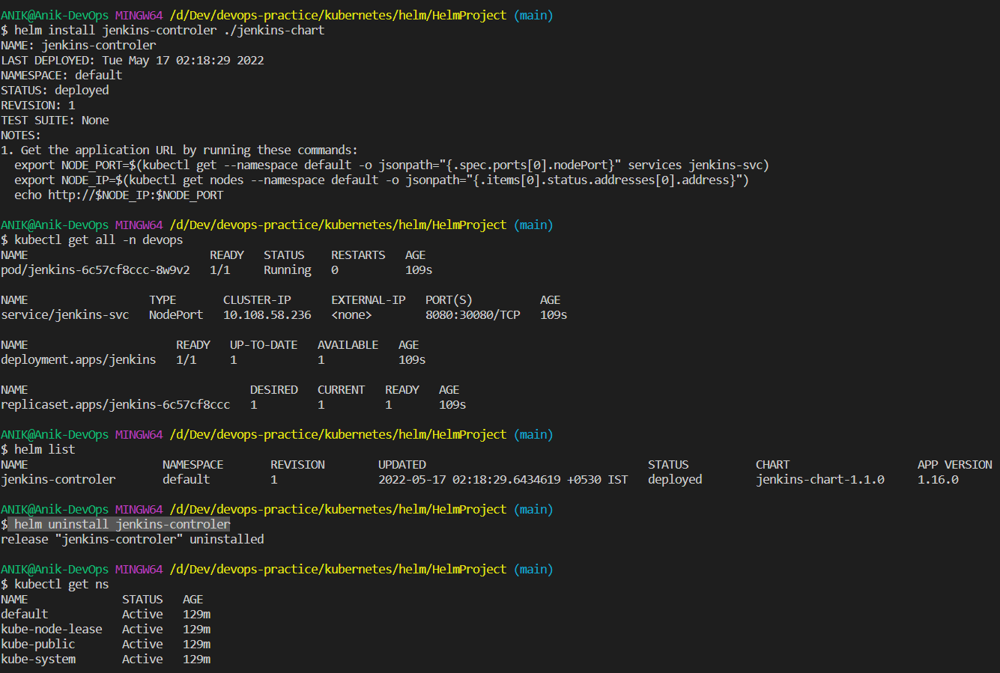 ANIK@Anik-DevOps MINGW64 /d/Dev/devops-practice/kubernetes/helm/HelmProject (main)
$ helm install jenkins-controler ./jenkins-chart
NAME: jenkins-controler
LAST DEPLOYED: Tue May 17 02:18:29 2022
NAMESPACE: default
STATUS: deployed
REVISION: 1
TEST SUITE: None
NOTES:
1. Get the application URL by running these commands:
  export NODE_PORT=$(kubectl get --namespace default -o jsonpath="{.spec.ports[0].nodePort}" services jenkins-svc)
  export NODE_IP=$(kubectl get nodes --namespace default -o jsonpath="{.items[0].status.addresses[0].address}")
  echo http://$NODE_IP:$NODE_PORT

ANIK@Anik-DevOps MINGW64 /d/Dev/devops-practice/kubernetes/helm/HelmProject (main)
$ kubectl get all -n devops
NAME                           READY   STATUS    RESTARTS   AGE
pod/jenkins-6c57cf8ccc-8w9v2   1/1     Running   0          109s

NAME                  TYPE       CLUSTER-IP      EXTERNAL-IP   PORT(S)          AGE
service/jenkins-svc   NodePort   10.108.58.236   <none>        8080:30080/TCP   109s

NAME                      READY   UP-TO-DATE   AVAILABLE   AGE
deployment.apps/jenkins   1/1     1            1           109s

NAME                                 DESIRED   CURRENT   READY   AGE
replicaset.apps/jenkins-6c57cf8ccc   1         1         1       109s

ANIK@Anik-DevOps MINGW64 /d/Dev/devops-practice/kubernetes/helm/HelmProject (main)
$ helm list
NAME                    NAMESPACE       REVISION        UPDATED                                 STATUS          CHART                   APP VERSION
jenkins-controler       default         1               2022-05-17 02:18:29.6434619 +0530 IST   deployed        jenkins-chart-1.1.0     1.16.0

ANIK@Anik-DevOps MINGW64 /d/Dev/devops-practice/kubernetes/helm/HelmProject (main)
$ helm uninstall jenkins-controler
release "jenkins-controler" uninstalled

ANIK@Anik-DevOps MINGW64 /d/Dev/devops-practice/kubernetes/helm/HelmProject (main)
$ kubectl get ns
NAME              STATUS   AGE
default           Active   129m
kube-node-lease   Active   129m
kube-public       Active   129m
kube-system       Active   129m